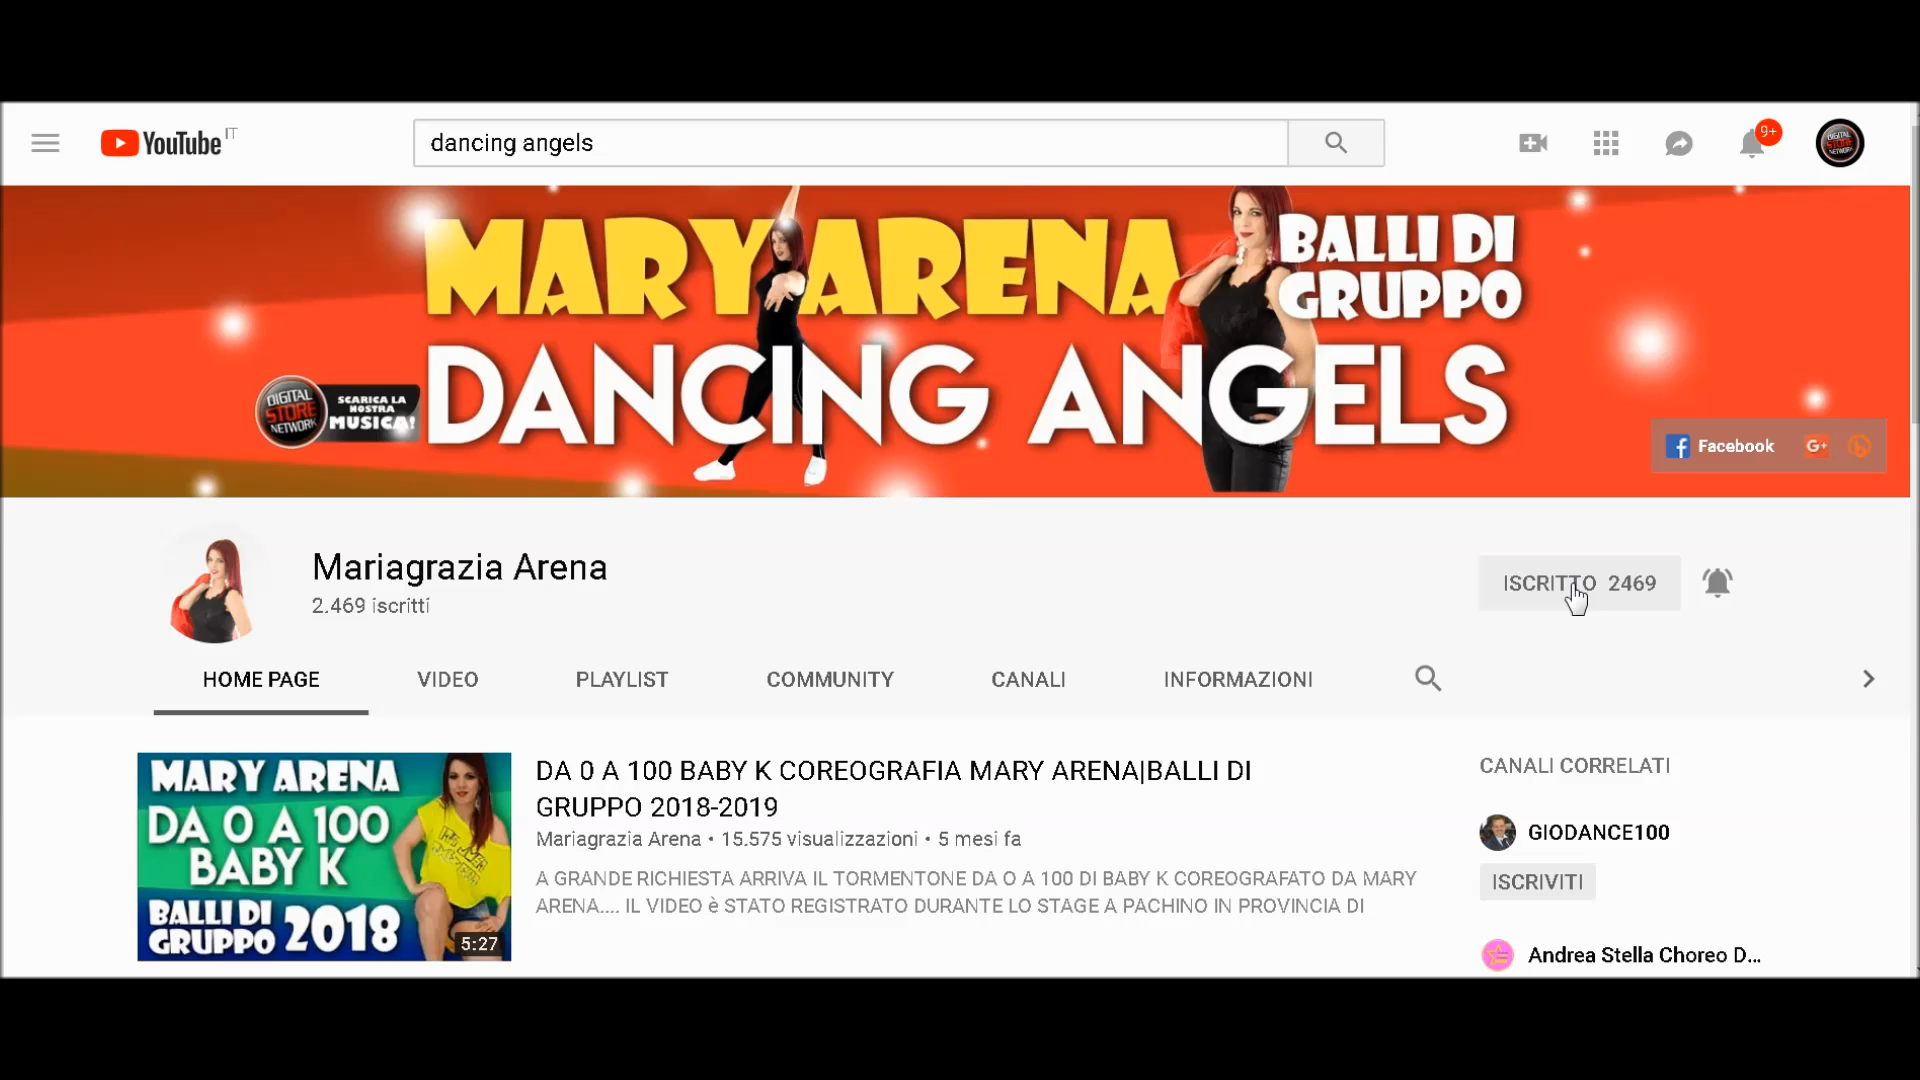 YouTube IT
dancing angels
9+
DIGITAL STORE NETWORK
MARY ARENA
BALLI DI
GRUPPO
DANCING ANGELS
DIGITAL
STORE
NETWORK
SCARICA LA
NOSTRA
MUSICA!
Facebook
G+
Mariagrazia Arena
2.469 iscritti
ISCRITTO 2469
HOME PAGE
VIDEO
PLAYLIST
COMMUNITY
CANALI
INFORMAZIONI
MARY ARENA
DA 0 A 100
BABY K
BALLI DI
GRUPPO 2018
5:27
DA 0 A 100 BABY K COREOGRAFIA MARY ARENA|BALLI DI
GRUPPO 2018-2019
Mariagrazia Arena • 15.575 visualizzazioni • 5 mesi fa
A GRANDE RICHIESTA ARRIVA IL TORMENTONE DA O A 100 DI BABY K COREOGRAFATO DA MARY
ARENA.... IL VIDEO è STATO REGISTRATO DURANTE LO STAGE A PACHINO IN PROVINCIA DI
CANALI CORRELATI
GIODANCE100
ISCRIVITI
Andrea Stella Choreo D...